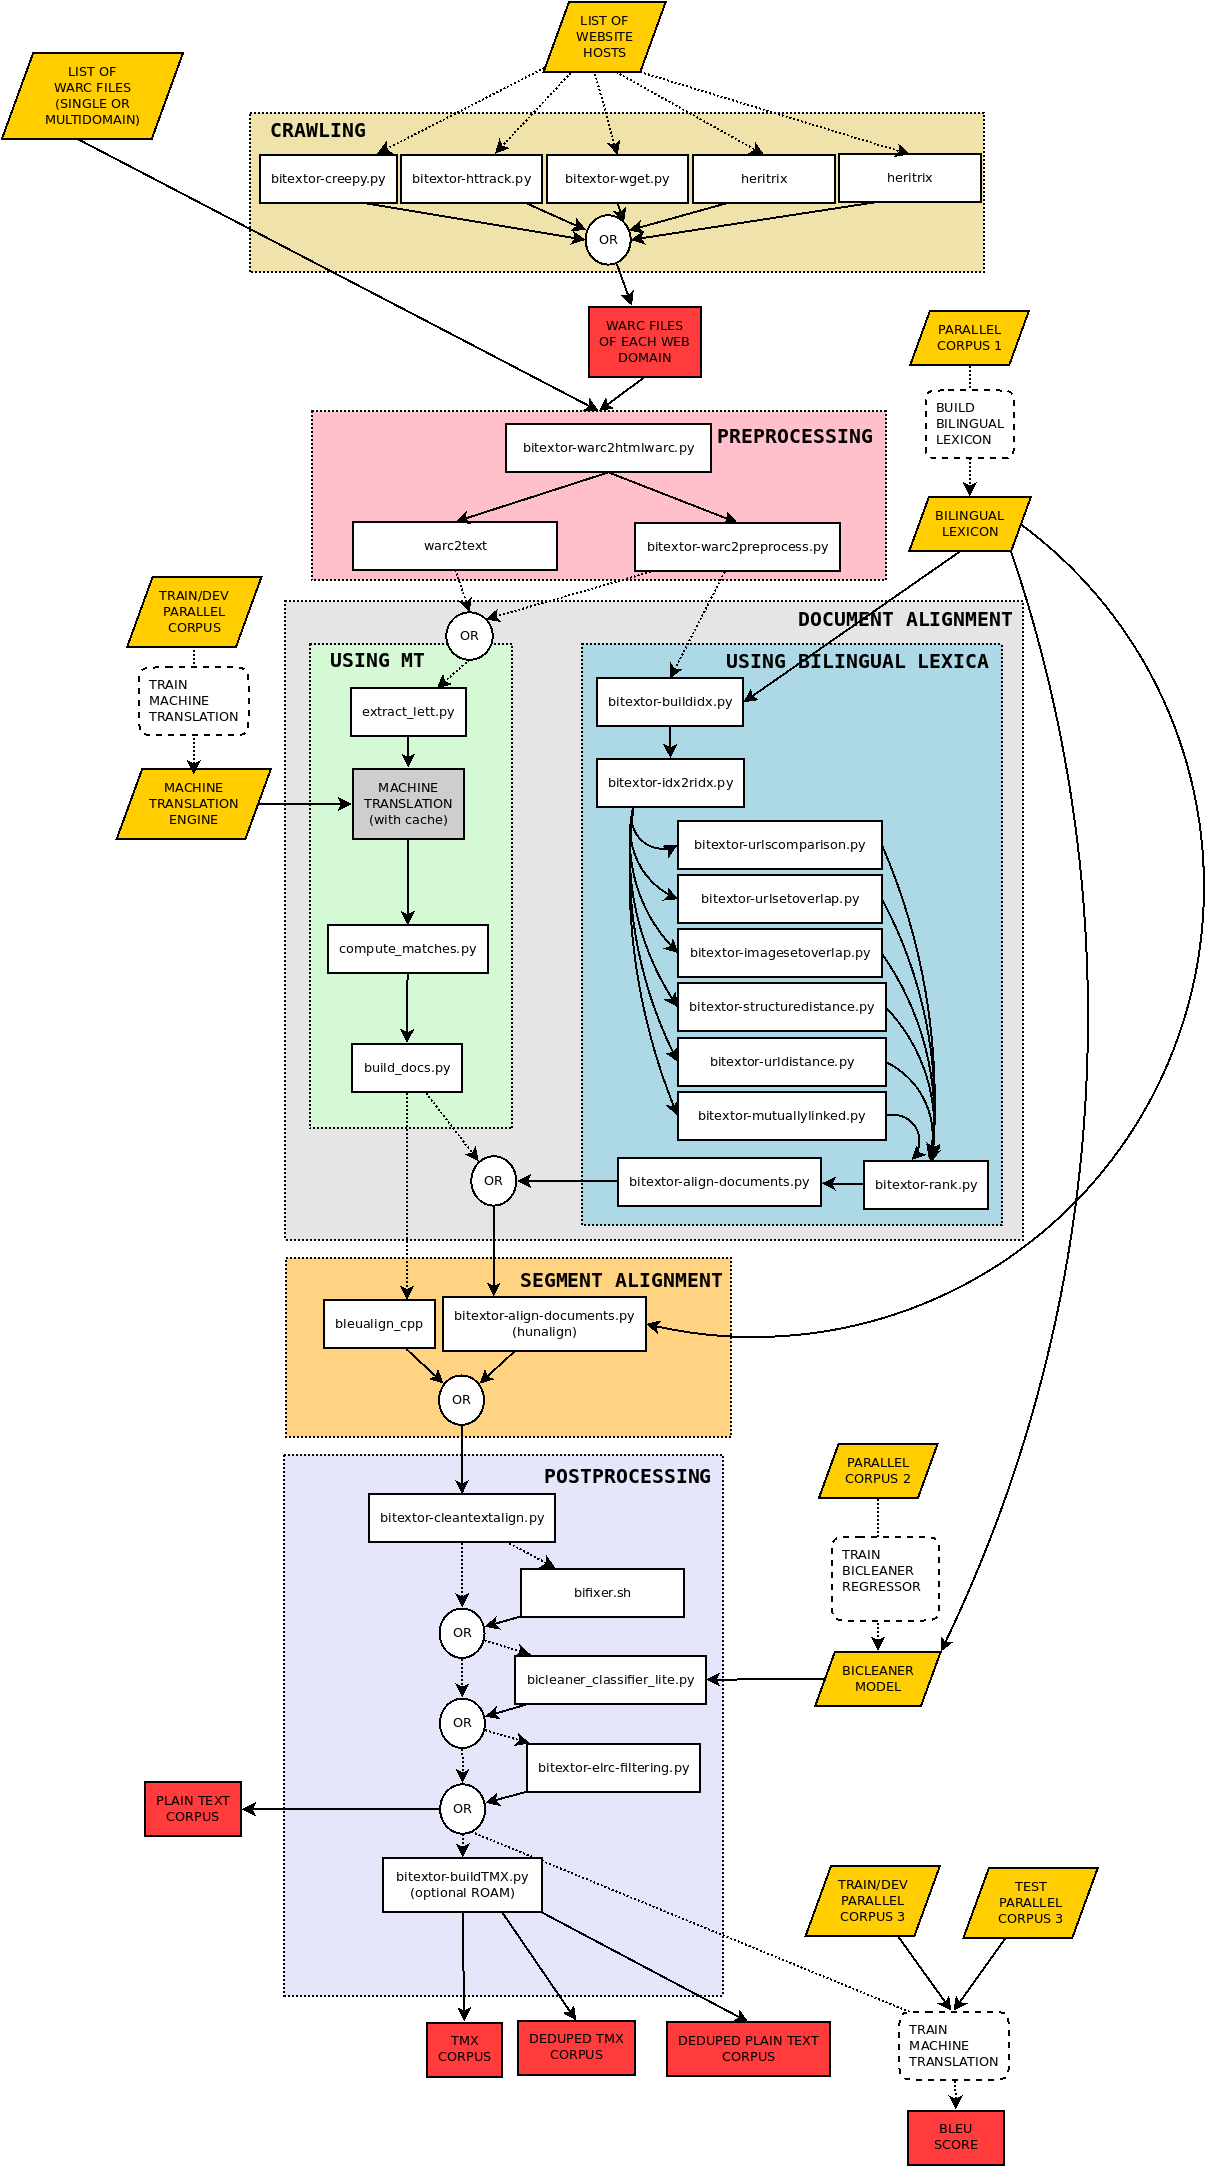 LIST OF
WEBSITE
HOSTS
LIST OF
WARC FILES
(SINGLE OR
MULTIDOMAIN)
CRAWLING
bitextor-creepy.py
bitextor-httrack.py
bitextor-wget.py
heritrix
heritrix
OR
WARC FILES
OF EACH WEB
DOMAIN
PARALLEL
CORPUS 1
BUILD
BILINGUAL
LEXICON
BILINGUAL
LEXICON
PREPROCESSING
bitextor-warc2htmlwarc.py
warc2text
bitextor-warc2preprocess.py
TRAIN/DEV
PARALLEL
CORPUS
TRAIN
MACHINE
TRANSLATION
MACHINE
TRANSLATION
ENGINE
DOCUMENT ALIGNMENT
OR
USING MT
extract_lett.py
MACHINE
TRANSLATION
(with cache)
compute_matches.py
build_docs.py
USING BILINGUAL LEXICA
bitextor-buildidx.py
bitextor-idx2ridx.py
bitextor-urlscomparison.py
bitextor-urlsetoverlap.py
bitextor-imagesetoverlap.py
bitextor-structuredistance.py
bitextor-urldistance.py
bitextor-mutuallylinked.py
bitextor-rank.py
bitextor-align-documents.py
OR
SEGMENT ALIGNMENT
bleualign_cpp
bitextor-align-documents.py
(hunalign)
OR
POSTPROCESSING
bitextor-cleantextalign.py
bifixer.sh
OR
bicleaner_classifier_lite.py
OR
bitextor-elrc-filtering.py
OR
PARALLEL
CORPUS 2
TRAIN
BICLEANER
REGRESSOR
BICLEANER
MODEL
PLAIN TEXT
CORPUS
bitextor-buildTMX.py
(optional ROAM)
TRAIN/DEV
PARALLEL
CORPUS 3
TEST
PARALLEL
CORPUS 3
TMX
CORPUS
DEDUPED TMX
CORPUS
DEDUPED PLAIN TEXT
CORPUS
TRAIN
MACHINE
TRANSLATION
BLEU
SCORE